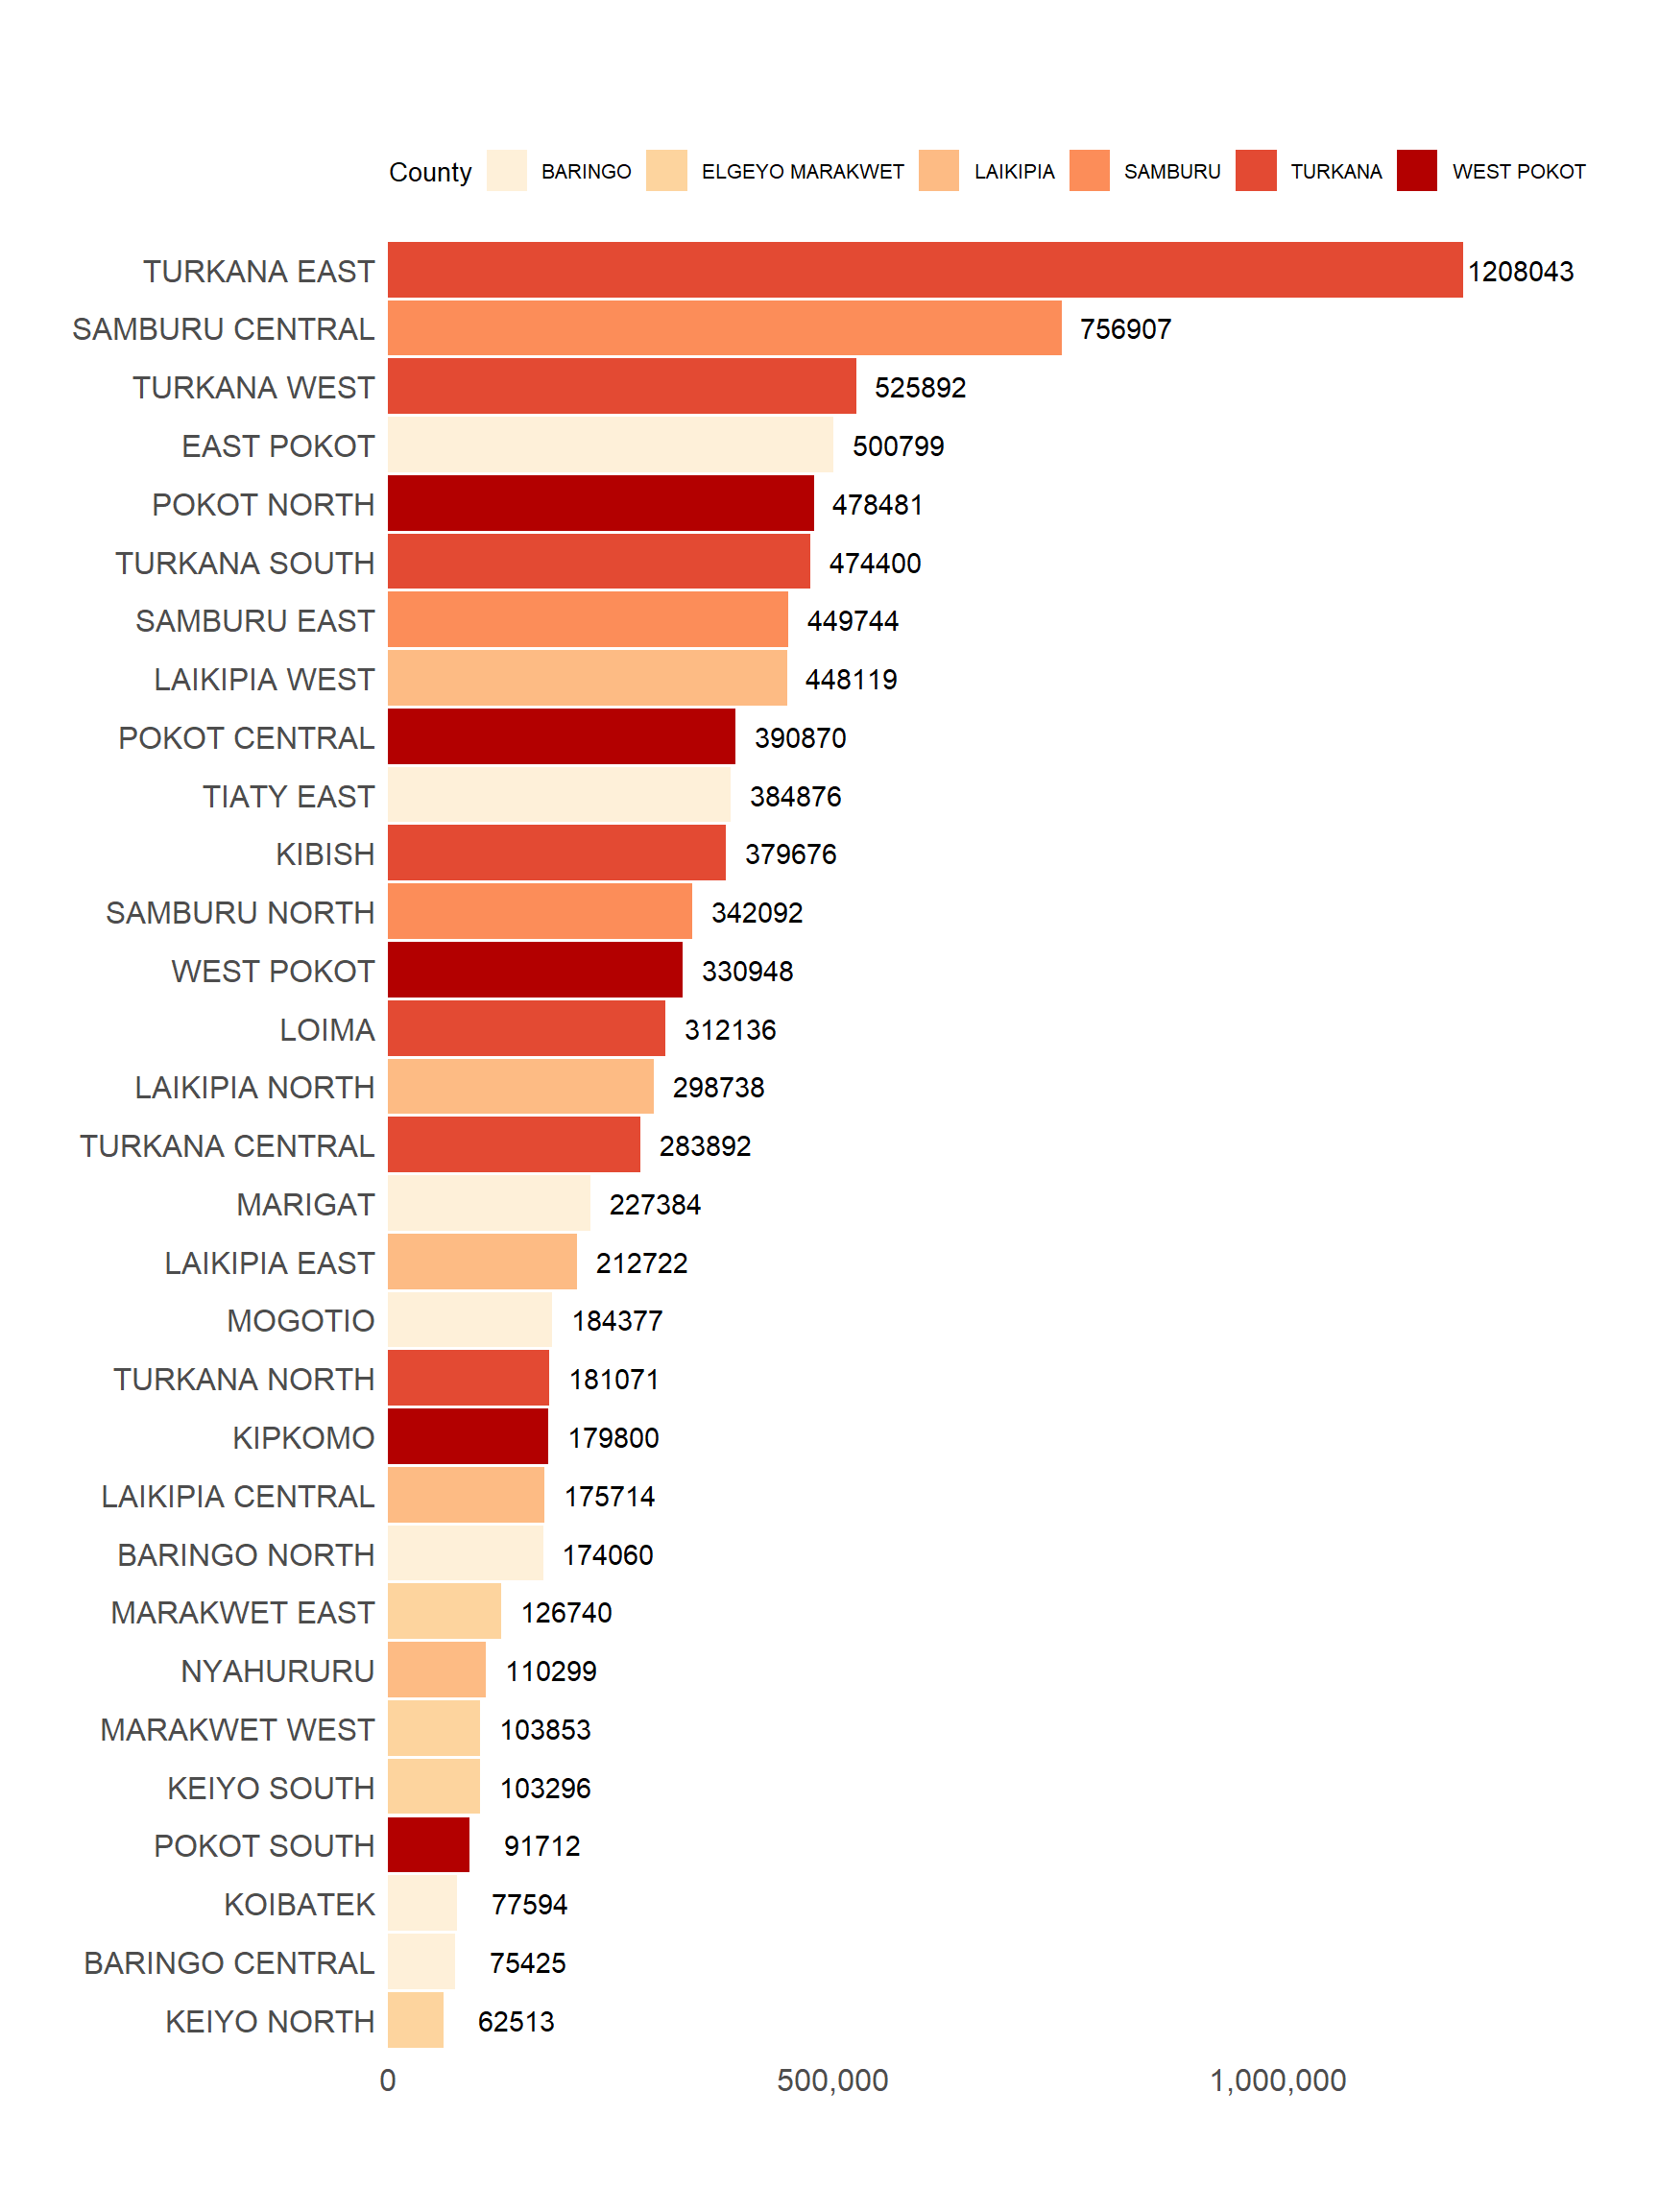 County BARINGO ELGEYO MARAKWET LAIKIPIA SAMBURU TURKANA WEST POKOT
TURKANA EAST 1208043
SAMBURU CENTRAL 756907
TURKANA WEST 525892
EAST POKOT 500799
POKOT NORTH 478481
TURKANA SOUTH 474400
SAMBURU EAST 449744
LAIKIPIA WEST 448119
POKOT CENTRAL 390870
TIATY EAST 384876
KIBISH 379676
SAMBURU NORTH 342092
WEST POKOT 330948
LOIMA 312136
LAIKIPIA NORTH 298738
TURKANA CENTRAL 283892
MARIGAT 227384
LAIKIPIA EAST 212722
MOGOTIO 184377
TURKANA NORTH 181071
KIPKOMO 179800
LAIKIPIA CENTRAL 175714
BARINGO NORTH 174060
MARAKWET EAST 126740
NYAHURURU 110299
MARAKWET WEST 103853
KEIYO SOUTH 103296
POKOT SOUTH 91712
KOIBATEK 77594
BARINGO CENTRAL 75425
KEIYO NORTH 62513
0 500,000 1,000,000